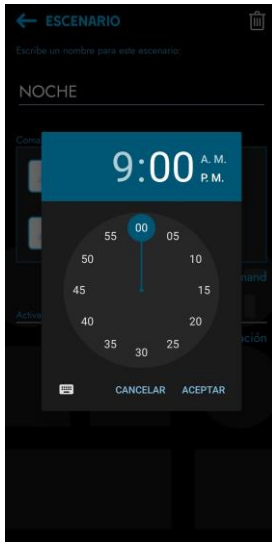 ESCENARIO
Escribe un nombre para este escenario:
NOCHE
9:00 A. M.
P. M.
00
55 05
50 10
45 15
40 20
35 25
30
CANCELAR ACEPTAR